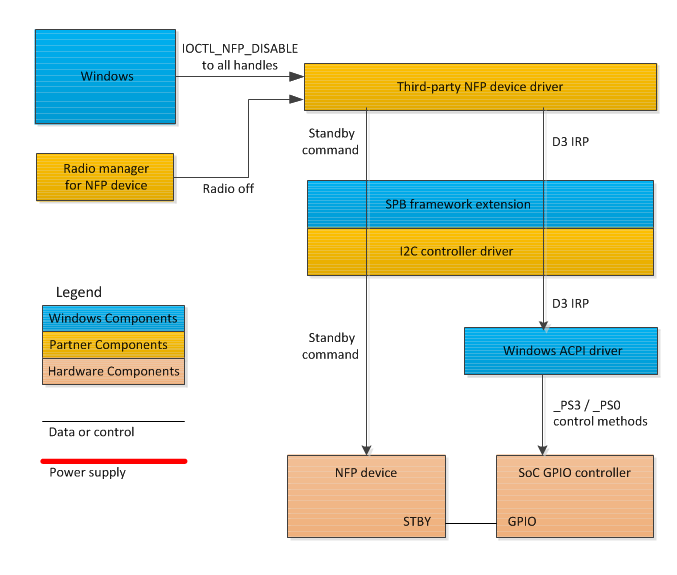 IOCTL_NFP_DISABLE
to all handles
Windows
Third-party NFP device driver
Standby
command
D3 IRP
Radio manager
for NFP device
Radio off
SPB framework extension
I2C controller driver
Legend
Windows Components
Partner Components
Hardware Components
D3 IRP
Standby
command
Windows ACPI driver
_PS3 / _PS0
control methods
Data or control
Power supply
NFP device
STBY
SoC GPIO controller
GPIO